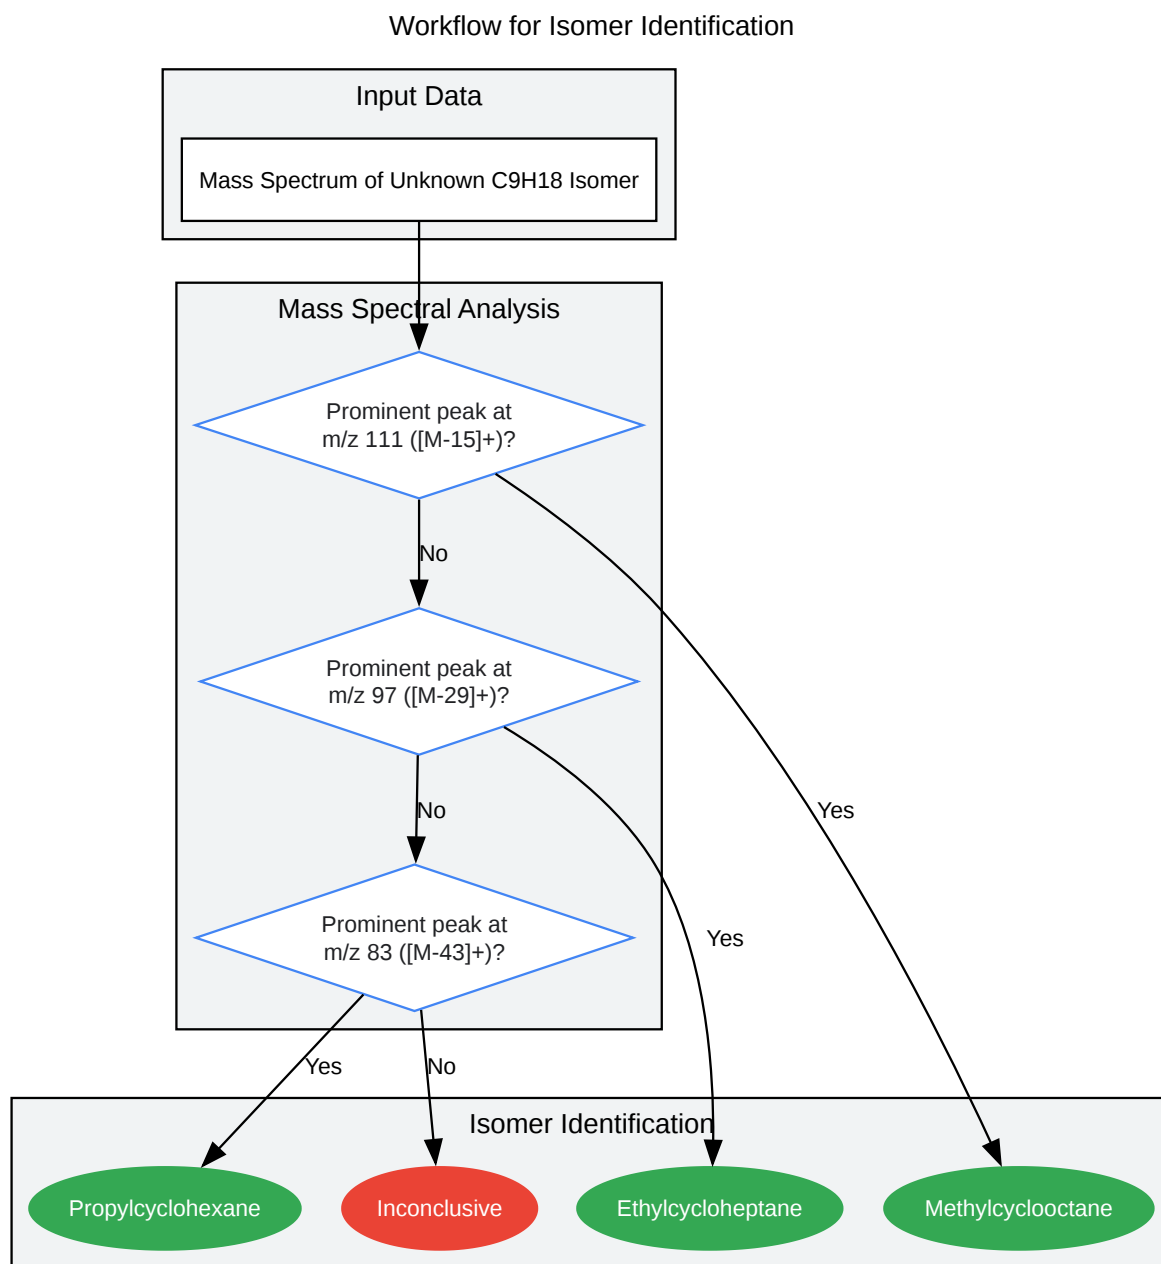 Workflow for Isomer Identification
Input Data
Mass Spectrum of Unknown C9H18 Isomer
Mass Spectral Analysis
Prominent peak at
m/z 111 ([M-15]+)?
No
Prominent peak at
m/z 97 ([M-29]+)?
No
Yes
Prominent peak at
m/z 83 ([M-43]+)?
Yes
Yes
No
Isomer Identification
Propylcyclohexane
Inconclusive
Ethylcycloheptane
Methylcyclooctane